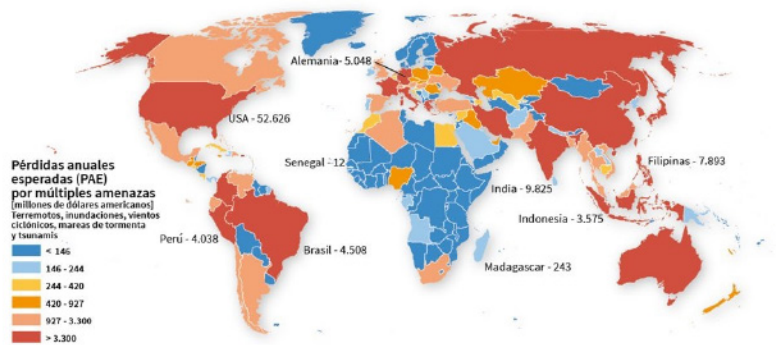 Alemania - 5.048
USA - 52.626
Senegal - 12
Filipinas - 7.893
India - 9.825
Indonesia - 3.575
Perú - 4.038
Brasil - 4.508
Madagascar - 243
Pérdidas anuales
esperadas (PAE)
por múltiples amenazas
[millones de dólares americanos]
Terremotos, inundaciones, vientos
ciclónicos, mareas de tormenta
y tsunamis
< 146
146 - 244
244 - 420
420 - 927
927 - 3.300
> 3.300